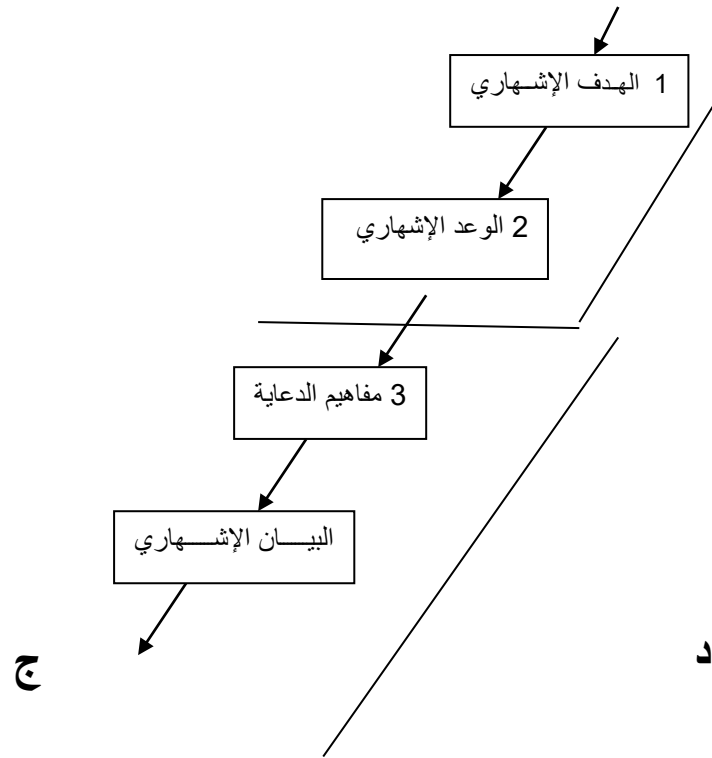 1 الهدف الإشهاري
2 الوعد الإشهاري
3 مفاهيم الدعاية
البيان الإشهاري
د
ج